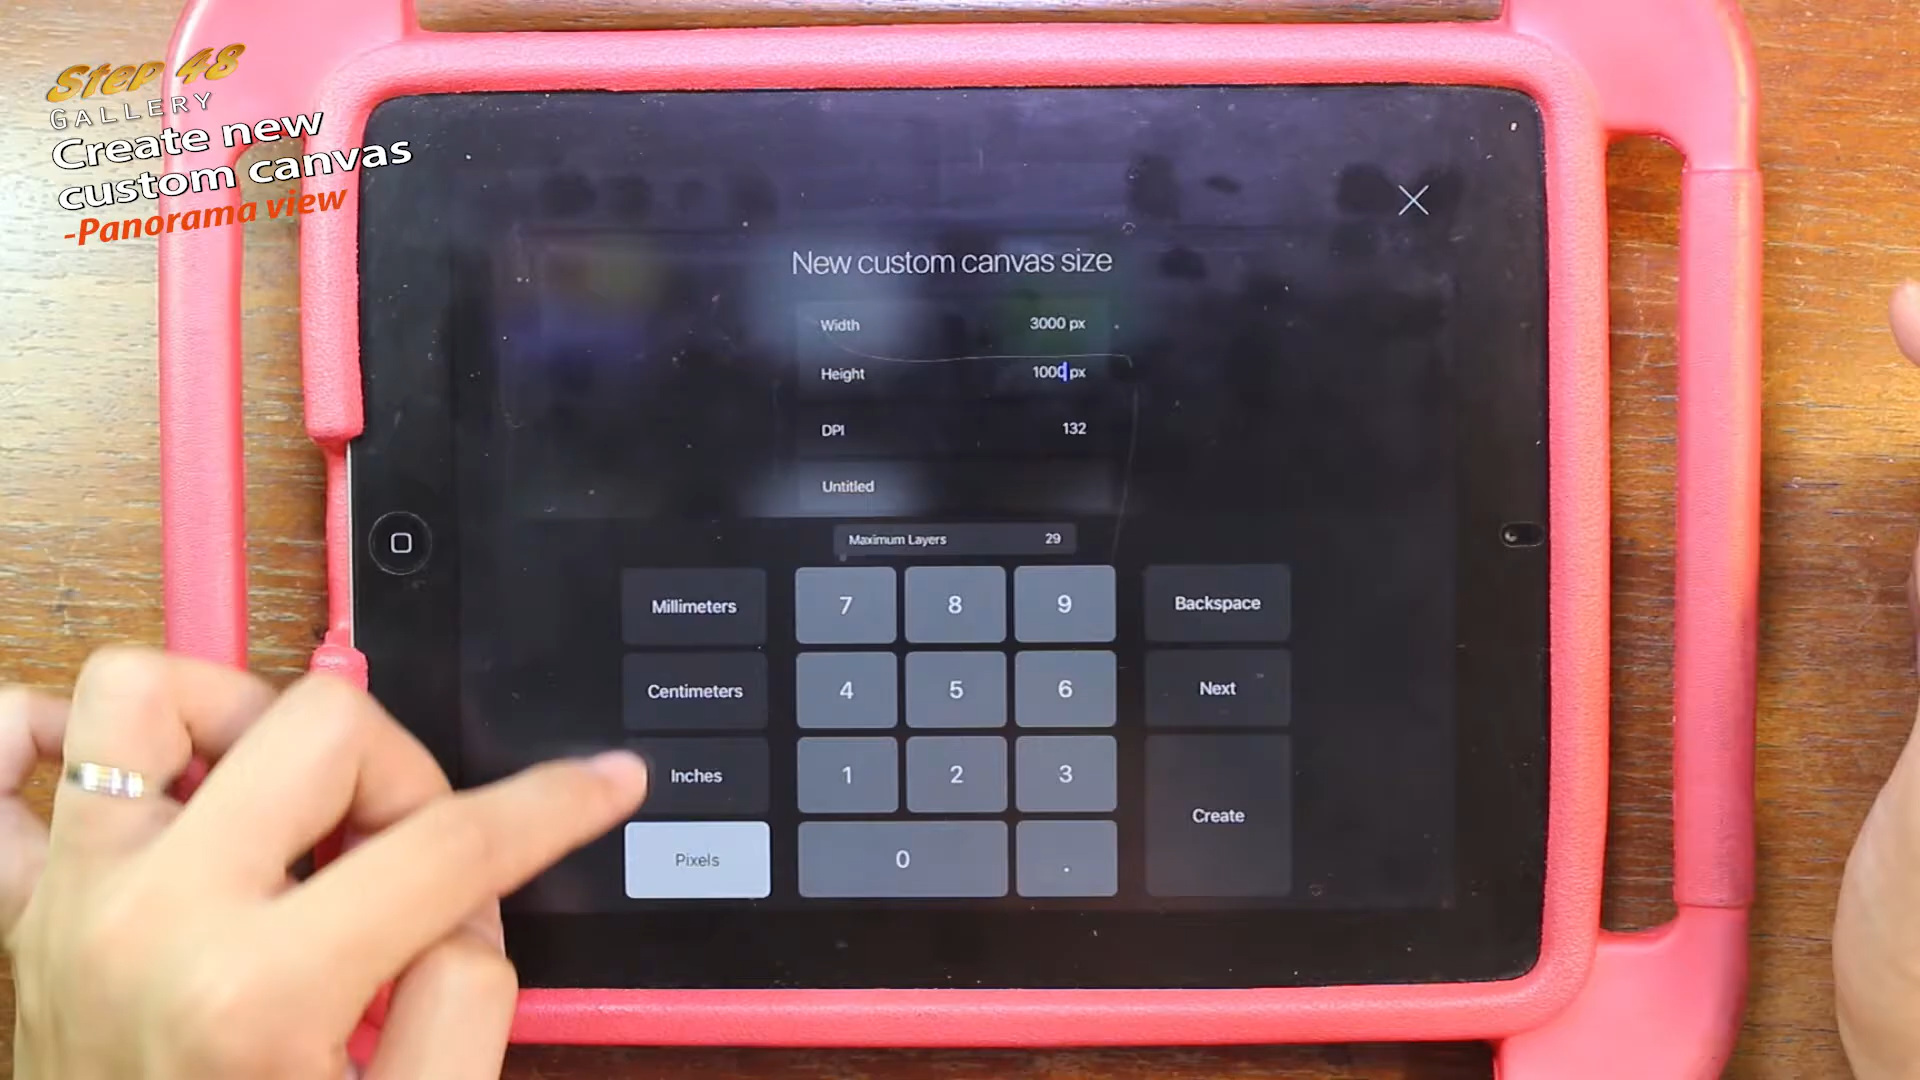 Step 48
GALLERY
Create new
custom canvas
-Panorama view
New custom canvas size
Width 3000 px
Height 1000 px
DPI 132
Untitled
Maximum Layers 29
Millimeters 7 8 9 Backspace
Centimeters 4 5 6 Next
Inches 1 2 3
Create
Pixels 0 .